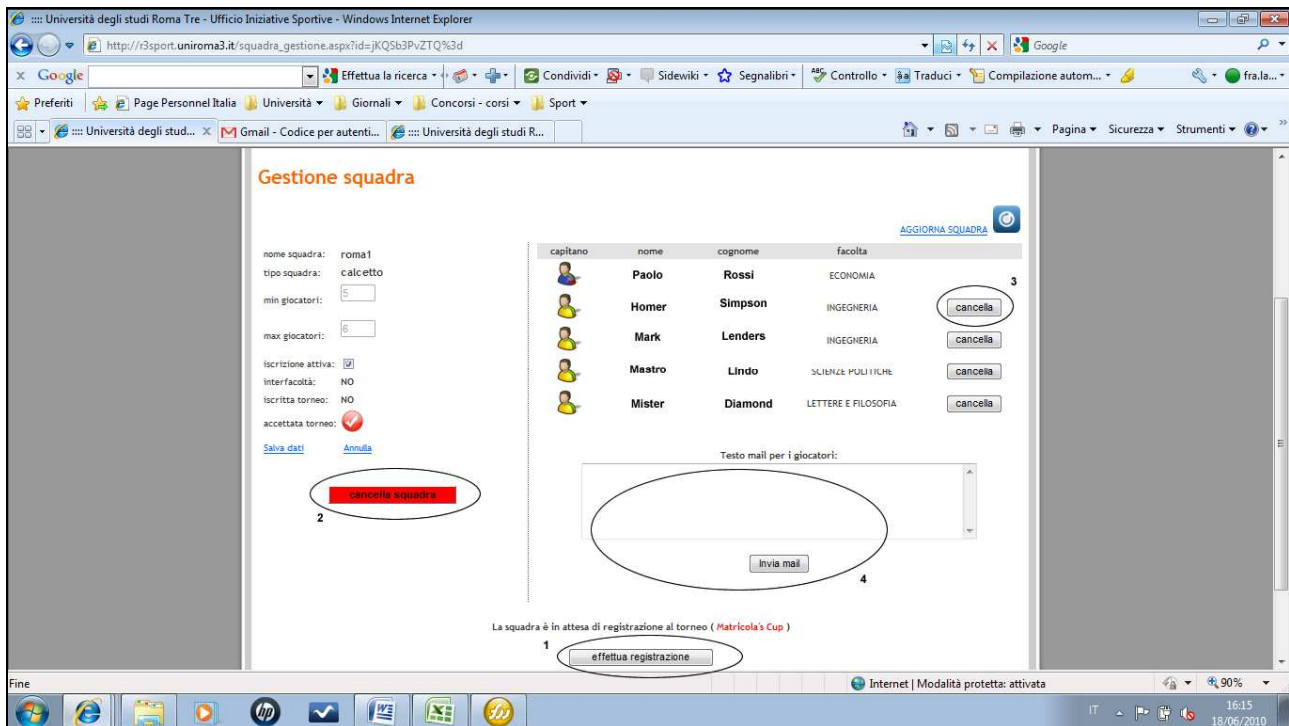 :::: Università degli studi Roma Tre - Ufficio Iniziative Sportive - Windows Internet Explorer
http://r3sport.uniroma3.it/squadra_gestione.aspx?id=jKQSb3PvZTQ%3d
Google
x Google Effettua la ricerca Condividi Sidewiki Segnalibri Controllo Traduci Compilazione autom... fra.la...
Preferiti Page Personnel Italia Università Giornali Concorsi - corsi Sport
:::: Università degli stud... X Gmail - Codice per autenti... :::: Università degli studi R... Pagina Sicurezza Strumenti
Gestione squadra
AGGIORNA SQUADRA
capitano nome cognome facolta
nome squadra: roma1
tipo squadra: calcetto
min giocatori: 5
max giocatori: 6
iscrizione attiva:
interfacoltà: NO
iscritta torneo: NO
accettata torneo:
Salva dati Annulla
cancella squadra
2
Paolo Rossi ECONOMIA
3
Homer Simpson INGEGNERIA cancella
Mark Lenders INGEGNERIA cancella
Mastro Lindo SCIENZE POLITICHE cancella
Mister Diamond LETTERE E FILOSOFIA cancella
Testo mail per i giocatori:
Invia mail
4
La squadra è in attesa di registrazione al torneo ( Matricola's Cup )
1
effettua registrazione
Fine Internet | Modalità protetta: attivata 90%
IT 16:15
18/06/2010